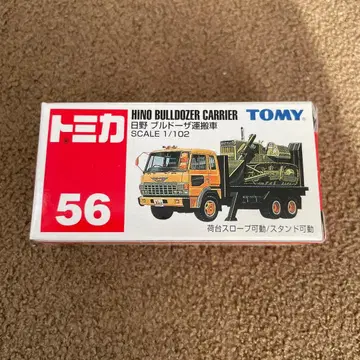 トミカ
56
HINO BULLDOZER CARRIER
日野 ブルドーザ運搬車
SCALE 1/102
TOMY
荷台スロープ可動/スタンド可動